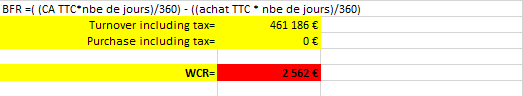 BFR =( (CA TTC*nbe de jours)/360) - ((achat TTC * nbe de jours)/360)
Turnover including tax= 461 186 €
Purchase including tax= 0 €
WCR= 2 562 €